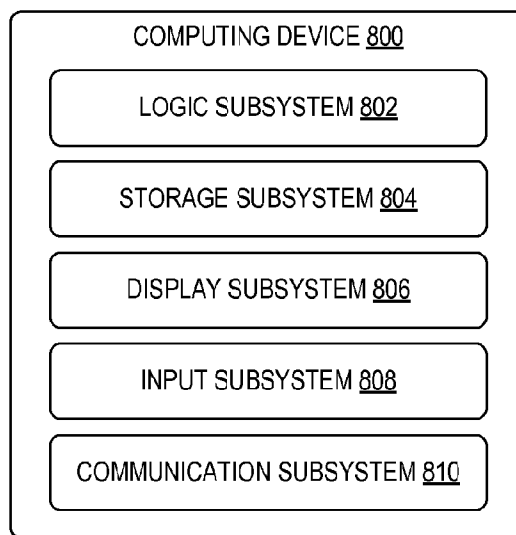 COMPUTING DEVICE 800
LOGIC SUBSYSTEM 802
STORAGE SUBSYSTEM 804
DISPLAY SUBSYSTEM 806
INPUT SUBSYSTEM 808
COMMUNICATION SUBSYSTEM 810